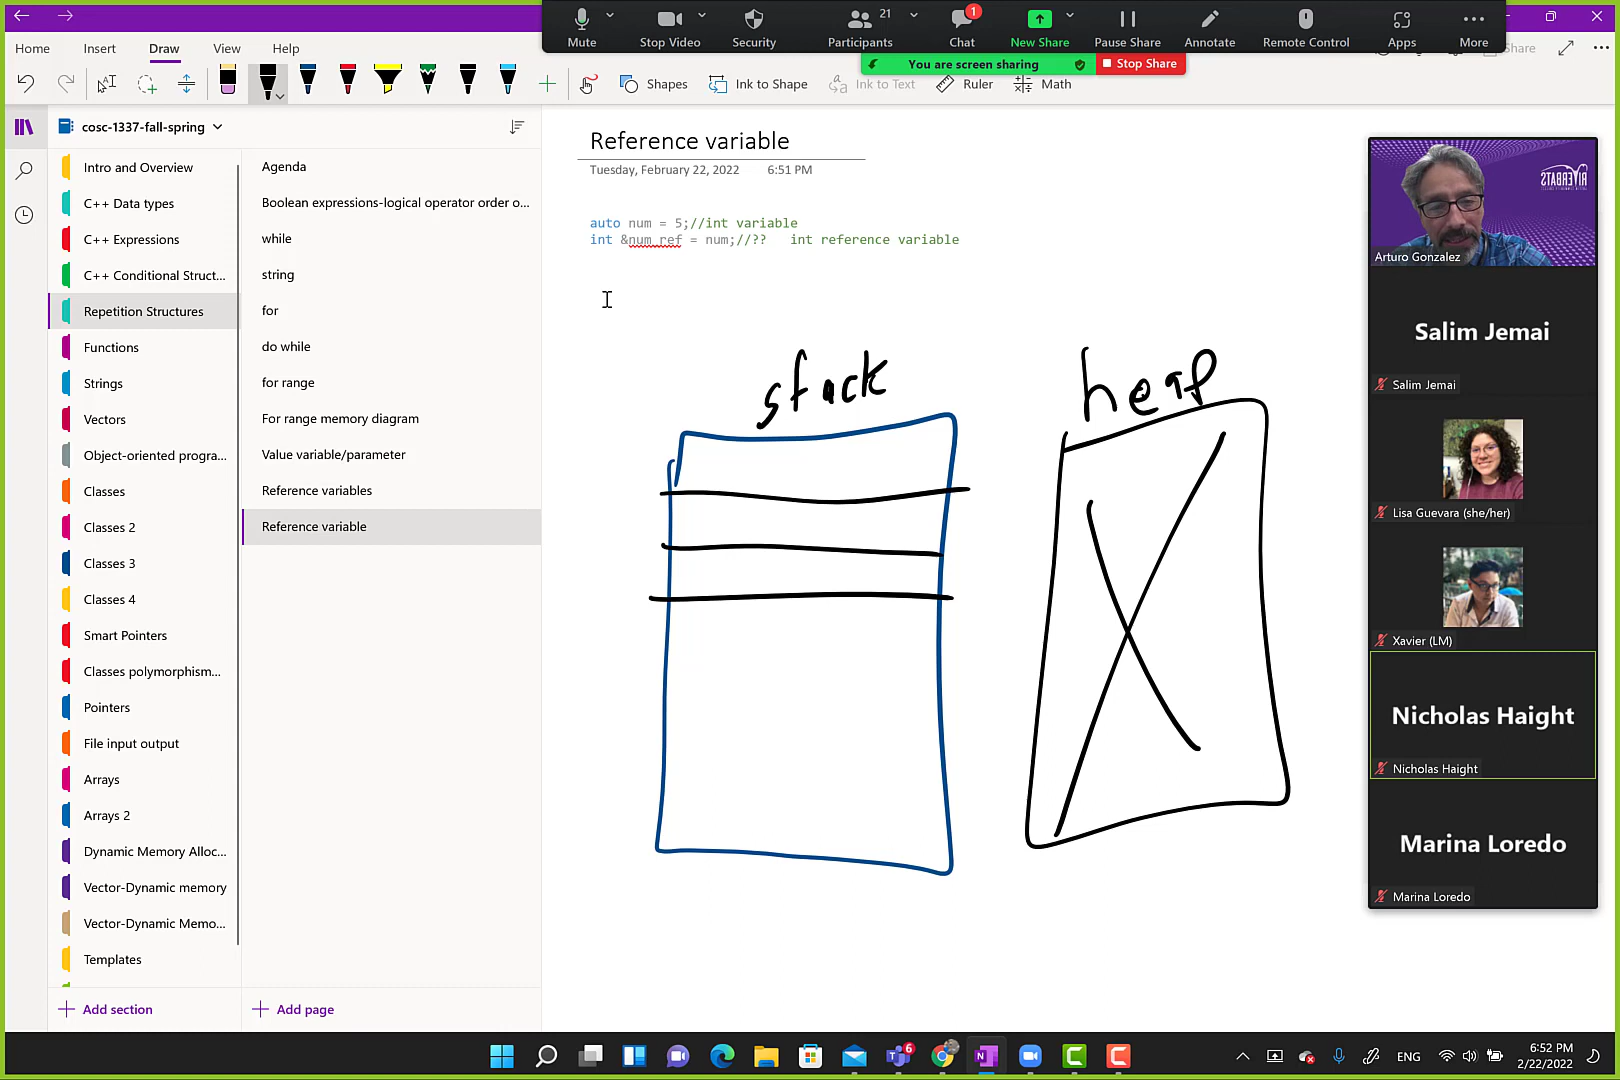 Mute
Stop Video
Security
Participants
21
Chat
1
New Share
Pause Share
Annotate
Remote Control
Apps
More
You are screen sharing
Stop Share
Share
Home
Insert
Draw
View
Help
Shapes
Ink to Shape
Ink to Text
Ruler
Math
cosc-1337-fall-spring
Intro and Overview
C++ Data types
C++ Expressions
C++ Conditional Struct...
Repetition Structures
Functions
Strings
Vectors
Object-oriented progra...
Classes
Classes 2
Classes 3
Classes 4
Smart Pointers
Classes polymorphism...
Pointers
File input output
Arrays
Arrays 2
Dynamic Memory Alloc...
Vector-Dynamic memory
Vector-Dynamic Memo...
Templates
Add section
Agenda
Boolean expressions-logical operator order o...
while
string
for
do while
for range
For range memory diagram
Value variable/parameter
Reference variables
Reference variable
Add page
Reference variable
Tuesday, February 22, 2022 6:51 PM
auto num = 5;//int variable
int &num_ref = num;//?? int reference variable
stack
heap
RIVERBATS
Arturo Gonzalez
Salim Jemai
Salim Jemai
Lisa Guevara (she/her)
Xavier (LM)
Nicholas Haight
Nicholas Haight
Marina Loredo
Marina Loredo
6
ENG
6:52 PM
2/22/2022